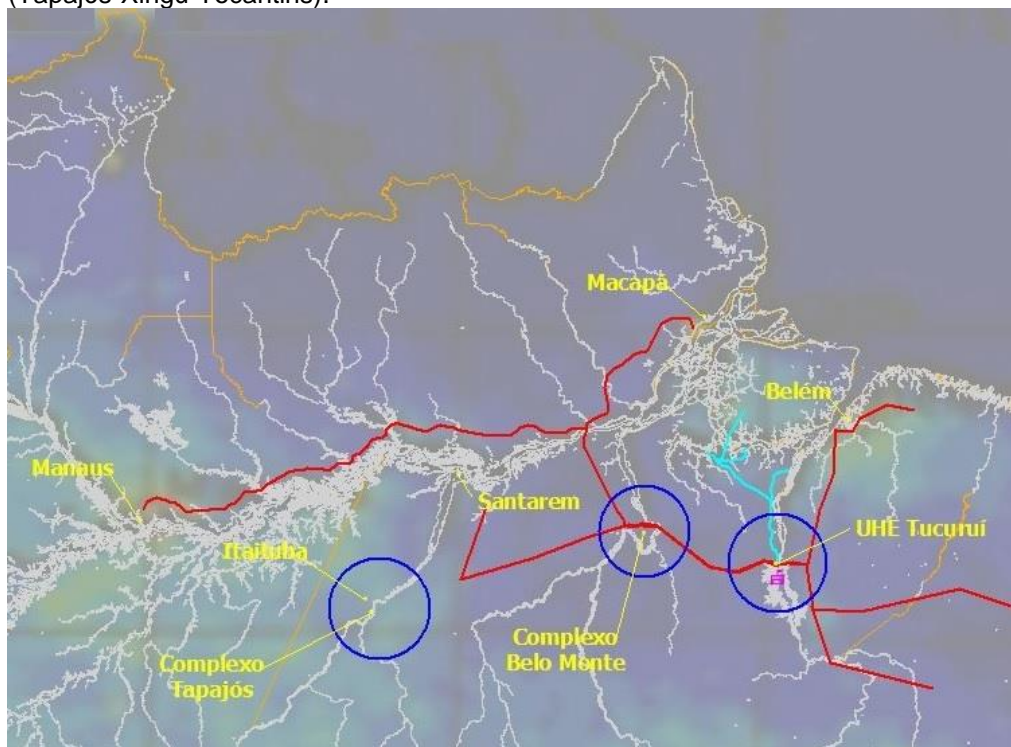 (Tapajós-Xingu-Tocantins).
Macapá
Belém
Manaus
Santarem
UHE Tucuruí
Itaituba
Complexo
Belo Monte
Complexo
Tapajós